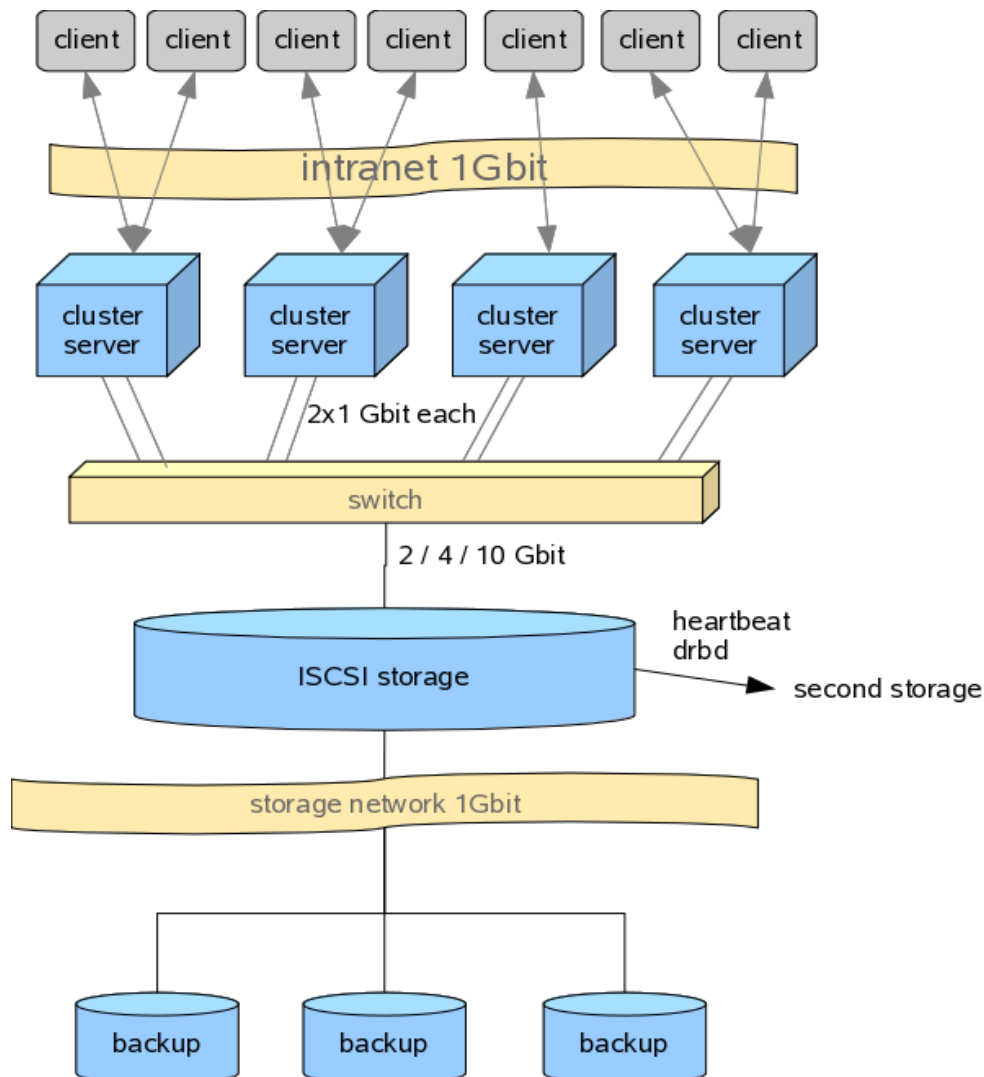 client
client
client
client
client
client
client
intranet 1Gbit
cluster
server
cluster
server
cluster
server
cluster
server
2x1 Gbit each
switch
2 / 4 / 10 Gbit
heartbeat
drbd
ISCSI storage
second storage
storage network 1Gbit
backup
backup
backup